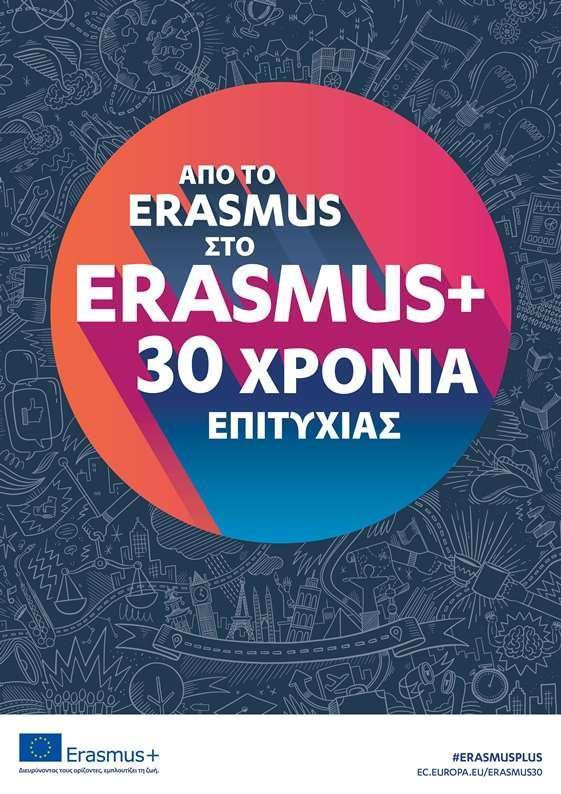 ΑΠΟ ΤΟ
ERASMUS
ΣΤΟ
ERASMUS+
30 ΧΡΟΝΙΑ
ΕΠΙΤΥΧΙΑΣ
Erasmus+
Διευρύνοντας τους ορίζοντες, εμπλουτίζει τη ζωή.
#ERASMUSPLUS
EC.EUROPA.EU/ERASMUS30